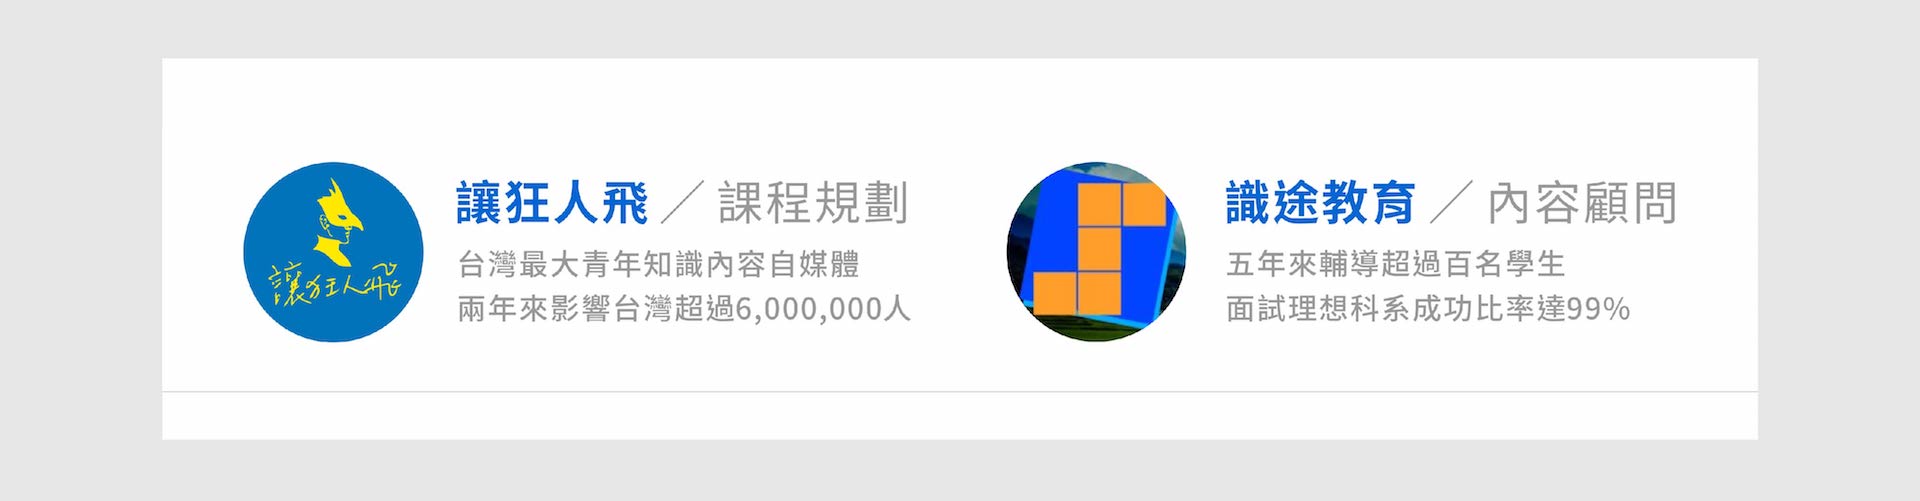 讓狂人飛
讓狂人飛／課程規劃
台灣最大青年知識內容自媒體
兩年來影響台灣超過6,000,000人
識途教育／內容顧問
五年來輔導超過百名學生
面試理想科系成功比率達99%